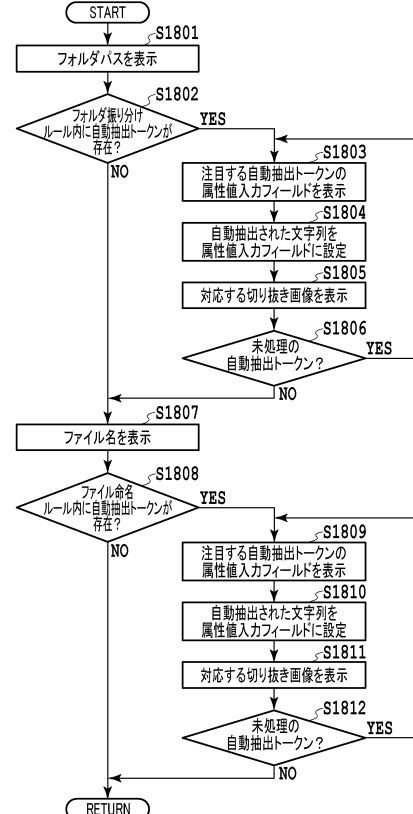 START
S1801
フォルダパスを表示
S1802
フォルダ振り分け
ルール内に自動抽出トークンが
存在？
YES
NO
S1803
注目する自動抽出トークンの
属性値入力フィールドを表示
S1804
自動抽出された文字列を
属性値入力フィールドに設定
S1805
対応する切り抜き画像を表示
S1806
未処理の
自動抽出トークン？
YES
NO
S1807
ファイル名を表示
S1808
ファイル命名
ルール内に自動抽出トークンが
存在？
YES
NO
S1809
注目する自動抽出トークンの
属性値入力フィールドを表示
S1810
自動抽出された文字列を
属性値入力フィールドに設定
S1811
対応する切り抜き画像を表示
S1812
未処理の
自動抽出トークン？
YES
NO
RETURN